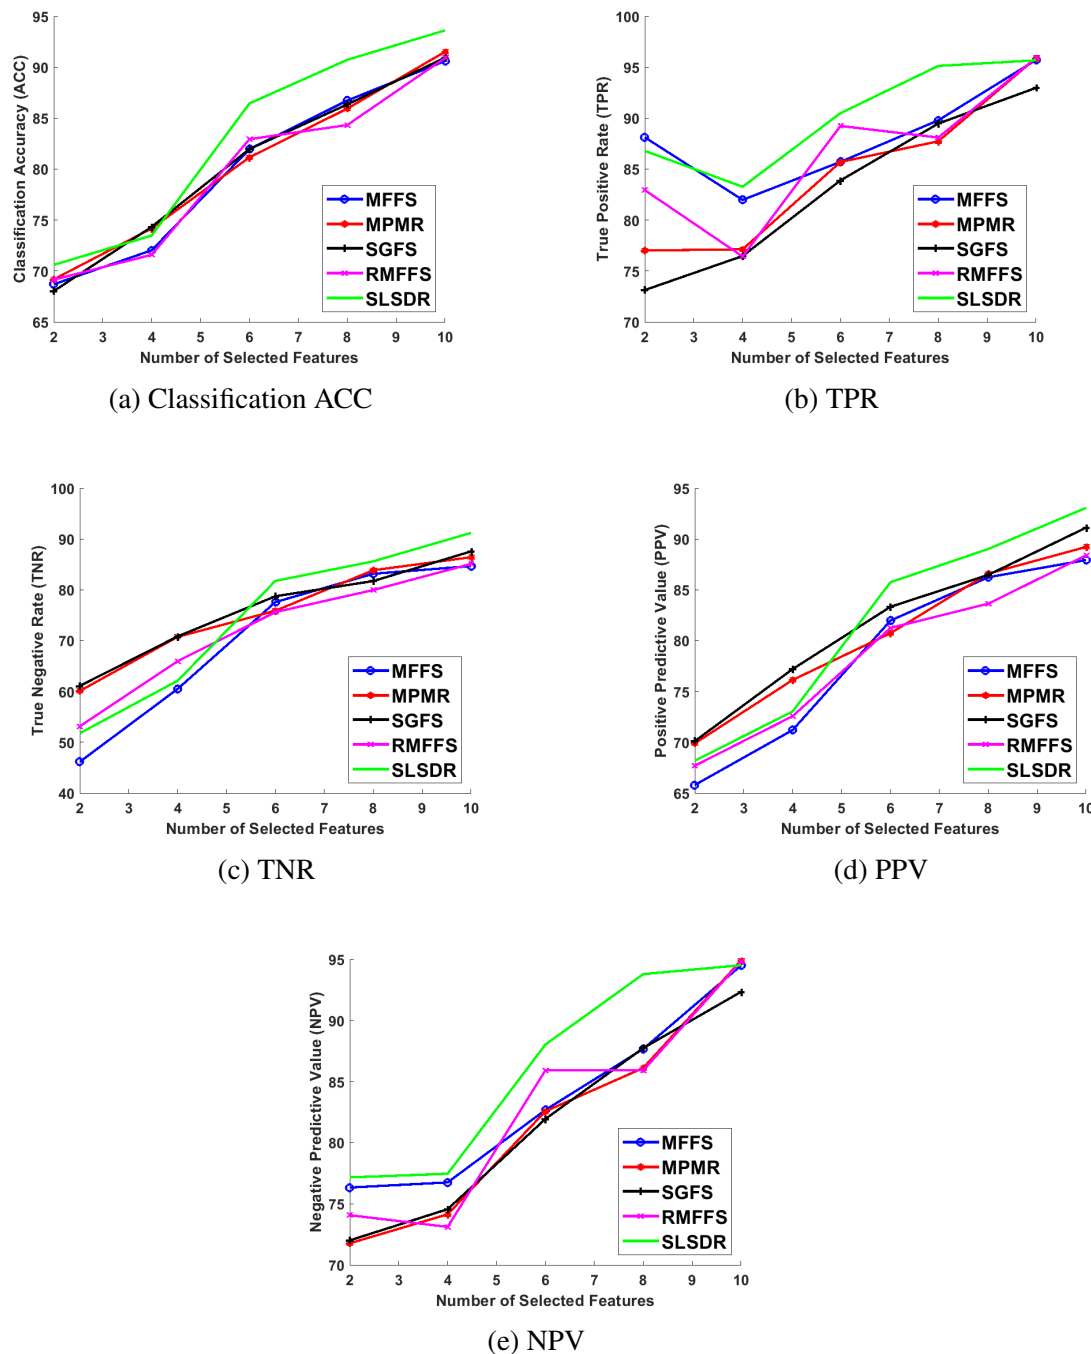 95
90
85
80
75
70
65
Classification Accuracy (ACC)
2 3 4 5 6 7 8 9 10
Number of Selected Features
MFFS
MPMR
SGFS
RMFFS
SLSDR
(a) Classification ACC
100
95
90
85
80
75
70
True Positive Rate (TPR)
2 3 4 5 6 7 8 9 10
Number of Selected Features
MFFS
MPMR
SGFS
RMFFS
SLSDR
(b) TPR
100
90
80
70
60
50
40
True Negative Rate (TNR)
2 3 4 5 6 7 8 9 10
Number of Selected Features
MFFS
MPMR
SGFS
RMFFS
SLSDR
(c) TNR
95
90
85
80
75
70
65
Positive Predictive Value (PPV)
2 3 4 5 6 7 8 9 10
Number of Selected Features
MFFS
MPMR
SGFS
RMFFS
SLSDR
(d) PPV
95
90
85
80
75
70
Negative Predictive Value (NPV)
2 3 4 5 6 7 8 9 10
Number of Selected Features
MFFS
MPMR
SGFS
RMFFS
SLSDR
(e) NPV